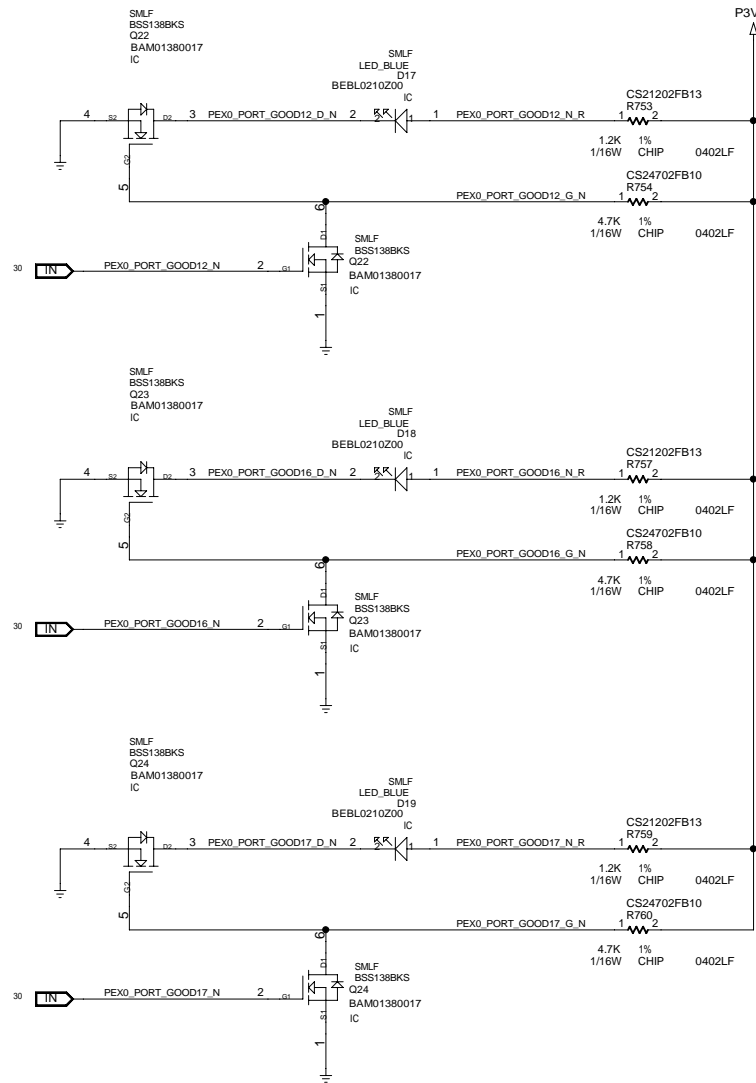 P3V
SMLF
BSS138BKS
Q22
BAM01380017
IC
SMLF
LED_BLUE
D17
BEBL0210Z00
IC
CS21202FB13
R753
4 S2 D2 3 PEX0_PORT_GOOD12_D_N 2 2 1 1 PEX0_PORT_GOOD12_N_R 1 2
1.2K 1%
1/16W CHIP 0402LF
G2
5
CS24702FB10
R754
6 PEX0_PORT_GOOD12_G_N 1 2
4.7K 1%
1/16W CHIP 0402LF
D1
SMLF
BSS138BKS
Q22
BAM01380017
IC
30 IN PEX0_PORT_GOOD12_N 2 G1
S1
1
SMLF
BSS138BKS
Q23
BAM01380017
IC
SMLF
LED_BLUE
D18
BEBL0210Z00
IC
CS21202FB13
R757
4 S2 D2 3 PEX0_PORT_GOOD16_D_N 2 2 1 1 PEX0_PORT_GOOD16_N_R 1 2
1.2K 1%
1/16W CHIP 0402LF
G2
5
CS24702FB10
R758
6 PEX0_PORT_GOOD16_G_N 1 2
4.7K 1%
1/16W CHIP 0402LF
D1
SMLF
BSS138BKS
Q23
BAM01380017
IC
30 IN PEX0_PORT_GOOD16_N 2 G1
S1
1
SMLF
BSS138BKS
Q24
BAM01380017
IC
SMLF
LED_BLUE
D19
BEBL0210Z00
IC
CS21202FB13
R759
4 S2 D2 3 PEX0_PORT_GOOD17_D_N 2 2 1 1 PEX0_PORT_GOOD17_N_R 1 2
1.2K 1%
1/16W CHIP 0402LF
G2
5
CS24702FB10
R760
6 PEX0_PORT_GOOD17_G_N 1 2
4.7K 1%
1/16W CHIP 0402LF
D1
SMLF
BSS138BKS
Q24
BAM01380017
IC
30 IN PEX0_PORT_GOOD17_N 2 G1
S1
1